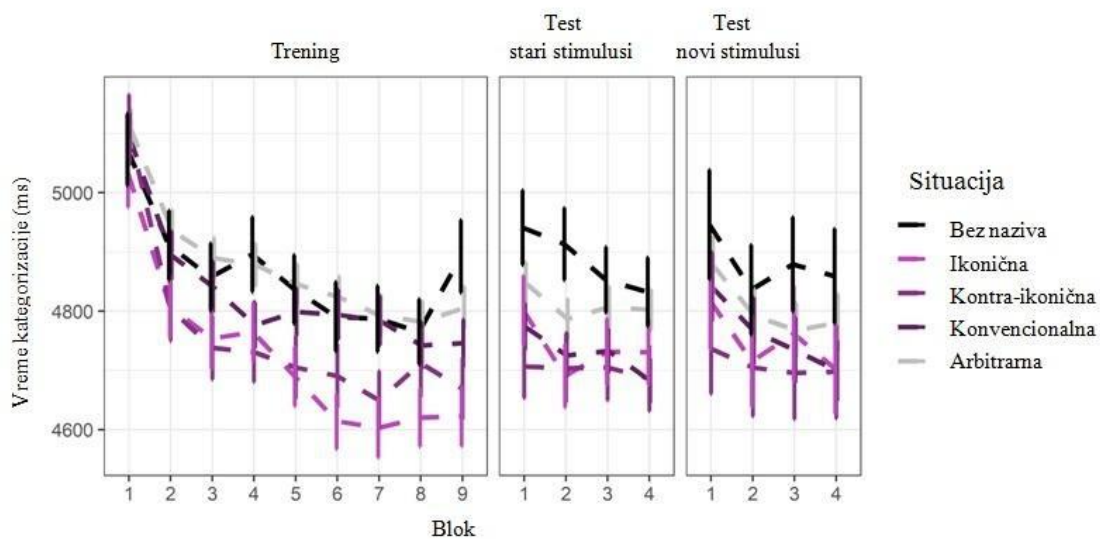 Trening
Test
stari stimulusi
Test
novi stimulusi
Vreme kategorizacije (ms)
5000
4800
4600
1 2 3 4 5 6 7 8 9
1 2 3 4
1 2 3 4
Blok
Situacija
Bez naziva
Ikonična
Kontra-ikonična
Konvencionalna
Arbitrarna